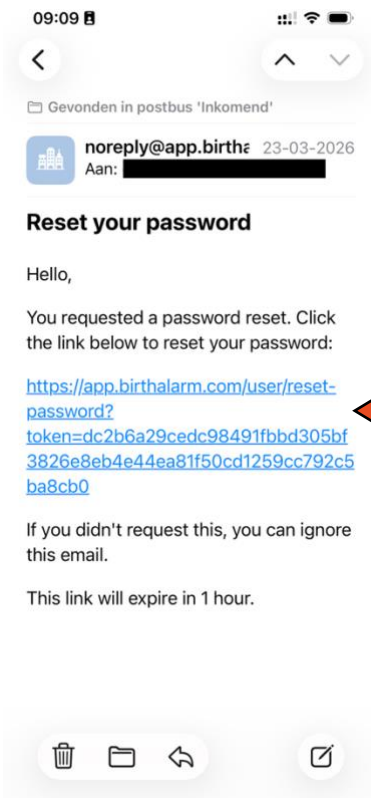 09:09
Gevonden in postbus 'Inkomend'
noreply@app.birtha 23-03-2026
Aan:
Reset your password
Hello,
You requested a password reset. Click
the link below to reset your password:
https://app.birthalarm.com/user/reset-
password?
token=dc2b6a29cedc98491fbbd305bf
3826e8eb4e44ea81f50cd1259cc792c5
ba8cb0
If you didn't request this, you can ignore
this email.
This link will expire in 1 hour.